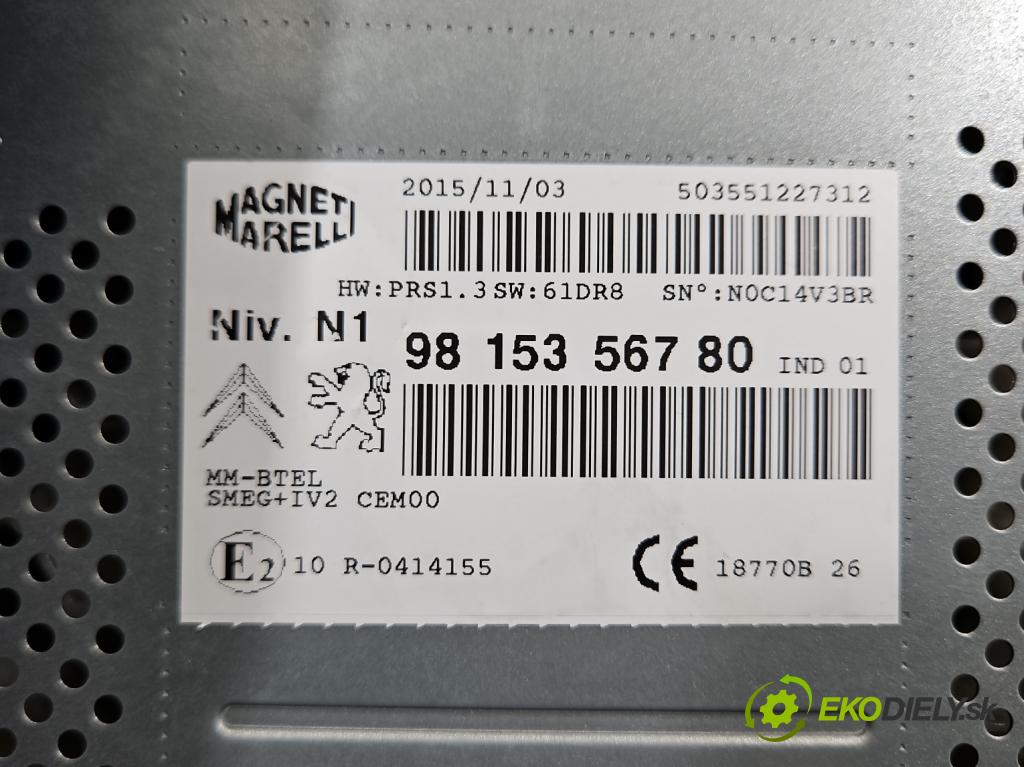 MAGNETI
MARELLI
2015/11/03 503551227312
HW:PRS1.3 SW:61DR8 SN°:N0C14V3BR
Niv. N1
98 153 567 80 IND 01
MM-BTEL
SMEG+IV2 CEM00
E2 10 R-0414155 CE 18770B 26
EKODIELY.sk